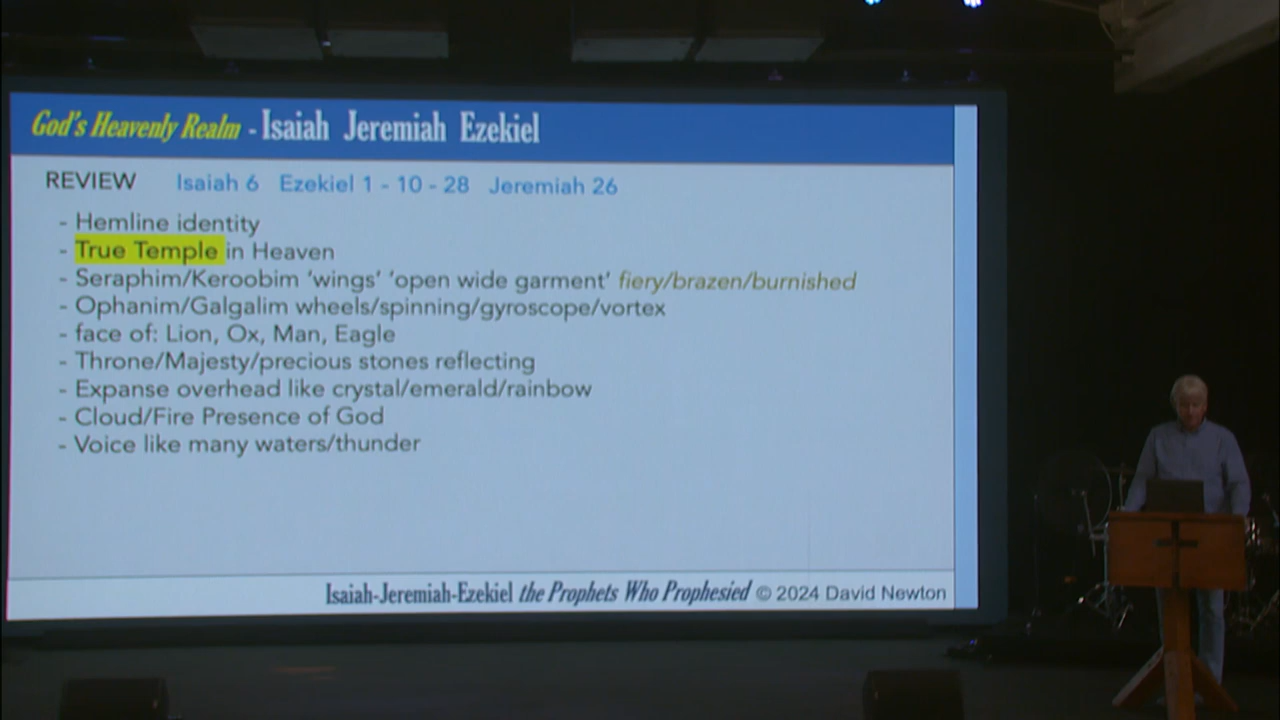 God's Heavenly Realm - Isaiah Jeremiah Ezekiel
REVIEW Isaiah 6 Ezekiel 1 - 10 - 28 Jeremiah 26
- Hemline identity
- True Temple in Heaven
- Seraphim/Keroobim 'wings' 'open wide garment' fiery/brazen/burnished
- Ophanim/Galgalim wheels/spinning/gyroscope/vortex
- face of: Lion, Ox, Man, Eagle
- Throne/Majesty/precious stones reflecting
- Expanse overhead like crystal/emerald/rainbow
- Cloud/Fire Presence of God
- Voice like many waters/thunder
Isaiah-Jeremiah-Ezekiel the Prophets Who Prophesied © 2024 David Newton